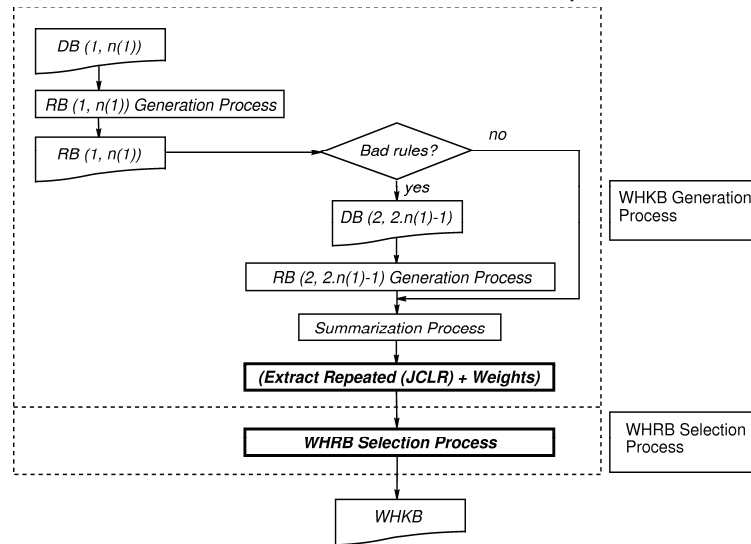 DB (1, n(1))
RB (1, n(1)) Generation Process
RB (1, n(1))
Bad rules?
no
yes
DB (2, 2.n(1)-1)
RB (2, 2.n(1)-1) Generation Process
Summarization Process
(Extract Repeated (JCLR) + Weights)
WHRB Selection Process
WHKB
WHKB Generation
Process
WHRB Selection
Process